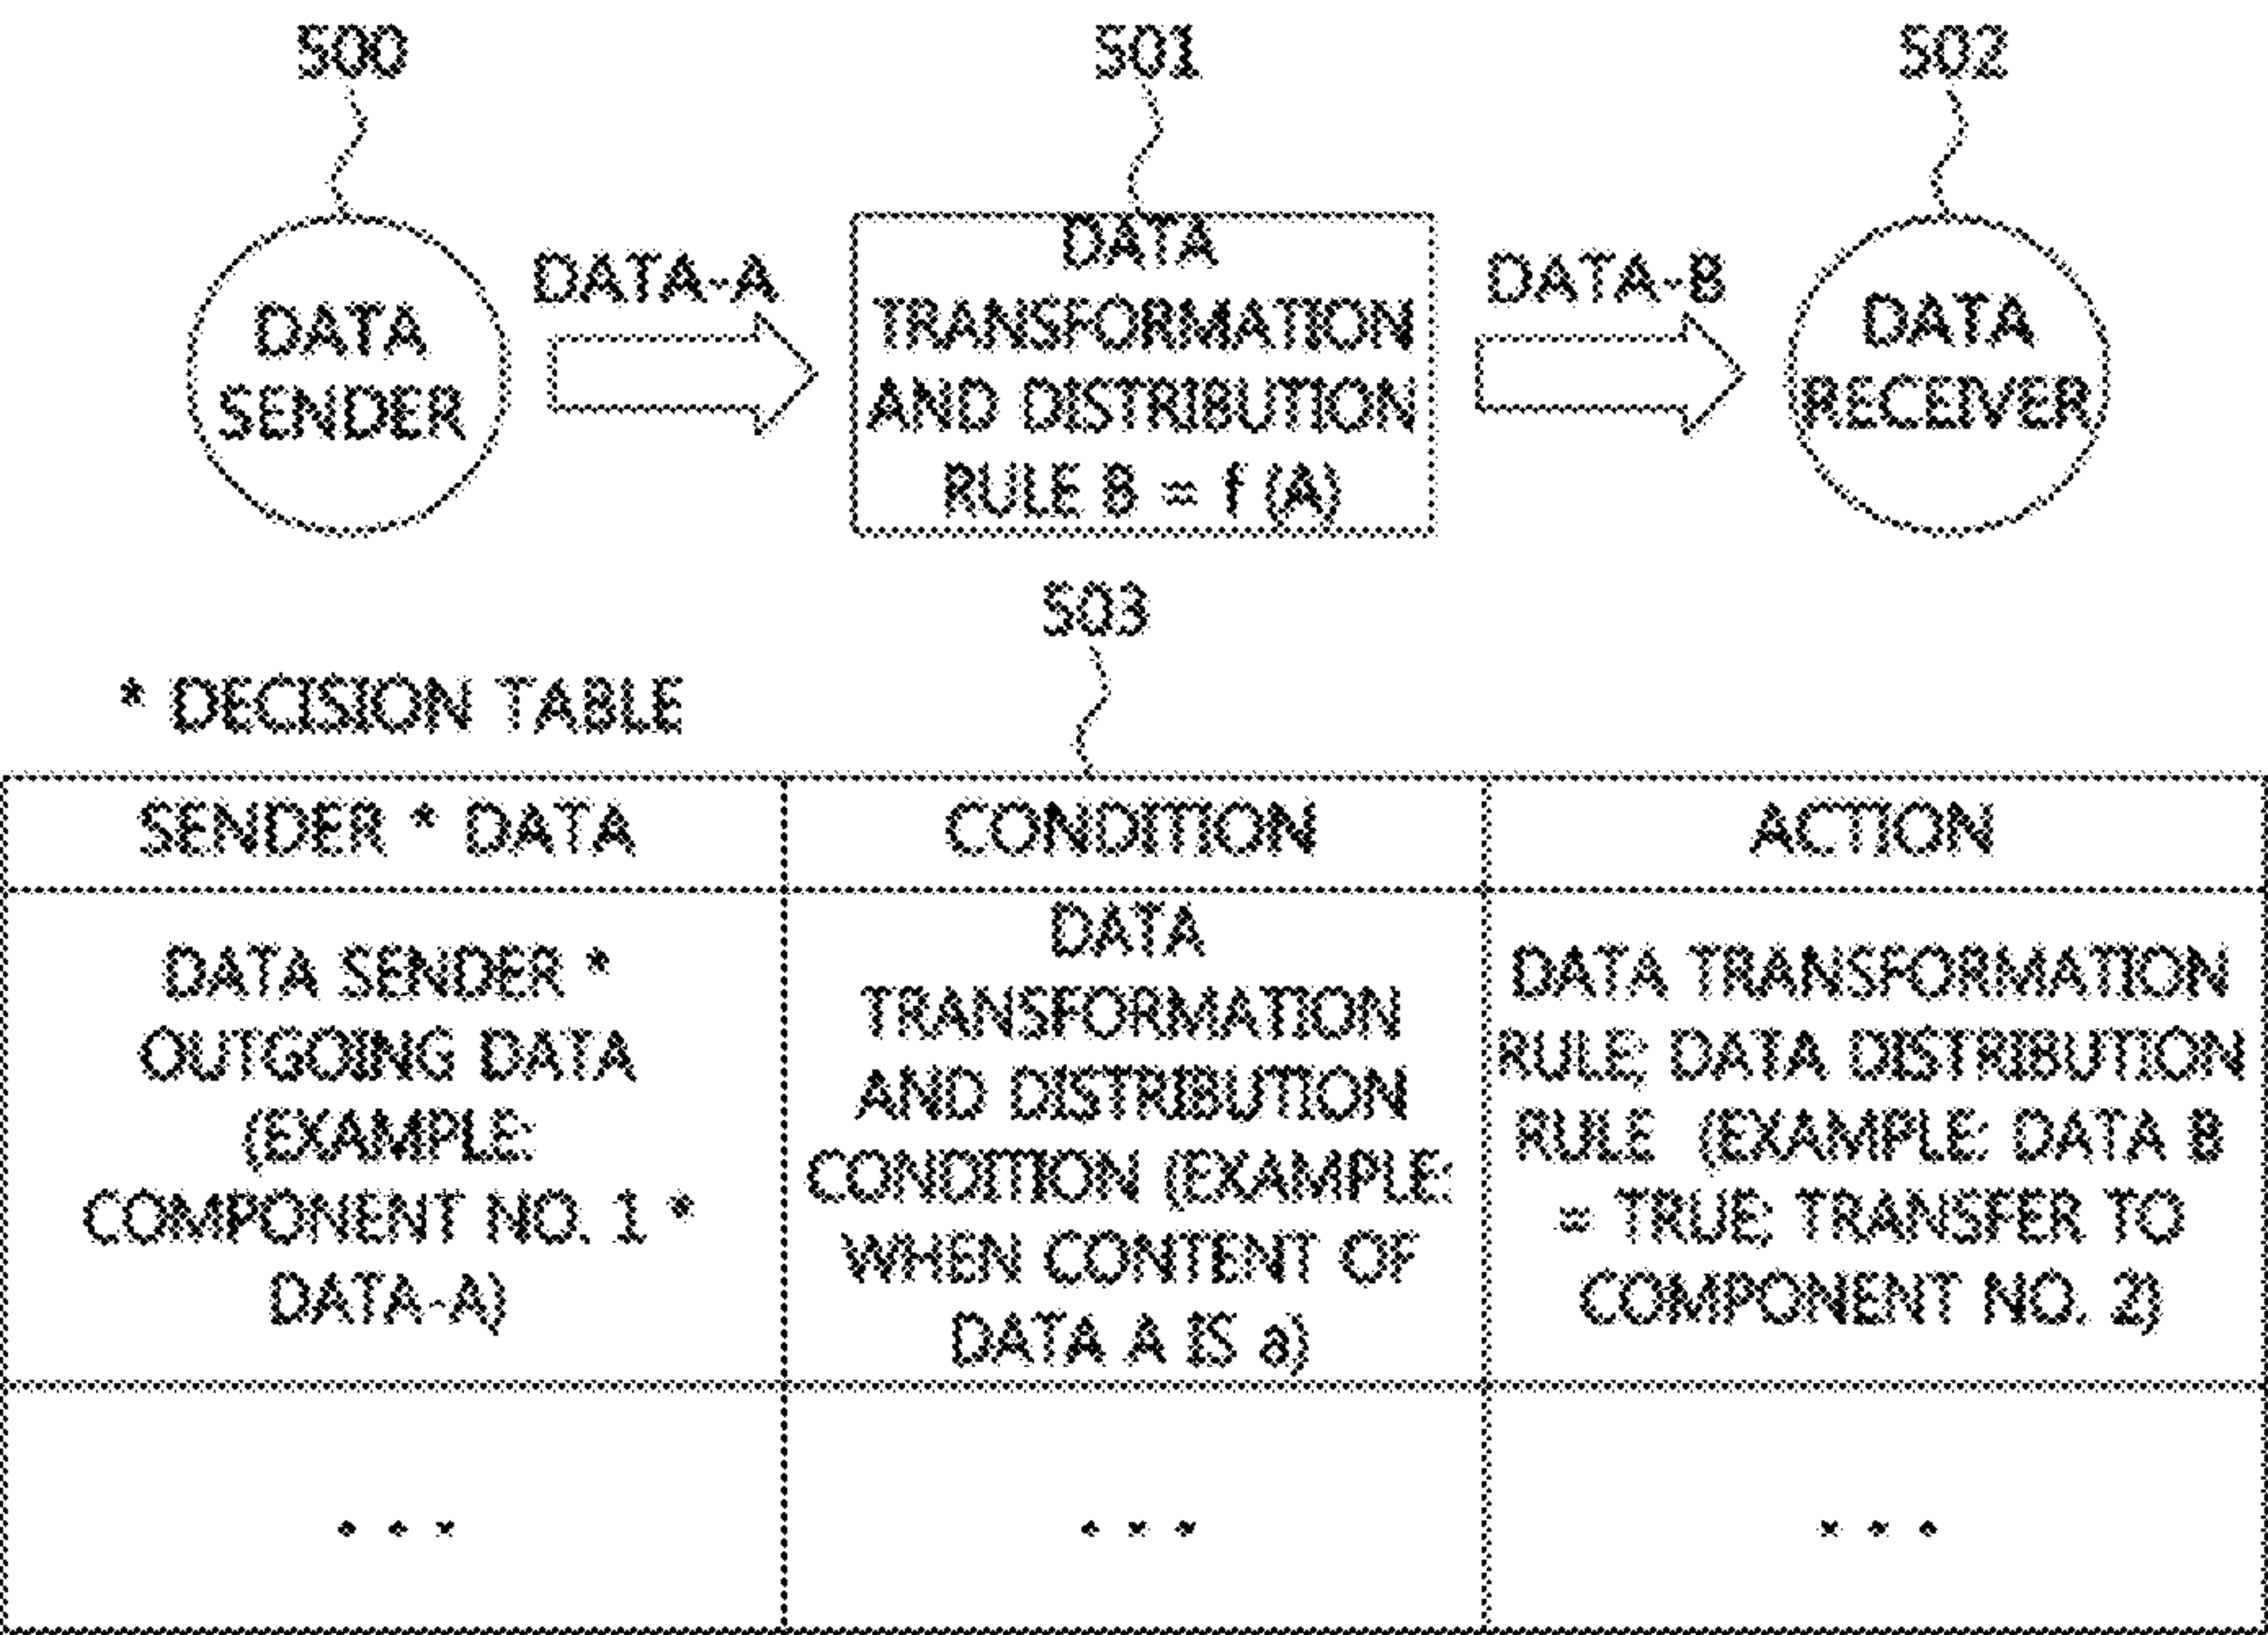 500
501
502
DATA
SENDER
DATA-A
DATA
TRANSFORMATION
AND DISTRIBUTION
RULE B = f (A)
DATA-B
DATA
RECEIVER
503
* DECISION TABLE
SENDER * DATA
CONDITION
ACTION
DATA SENDER *
OUTGOING DATA
(EXAMPLE:
COMPONENT NO. 1 *
DATA-A)
DATA
TRANSFORMATION
AND DISTRIBUTION
CONDITION (EXAMPLE:
WHEN CONTENT OF
DATA A IS a)
DATA TRANSFORMATION
RULE; DATA DISTRIBUTION
RULE (EXAMPLE: DATA B
= TRUE; TRANSFER TO
COMPONENT NO. 2)
...
...
...